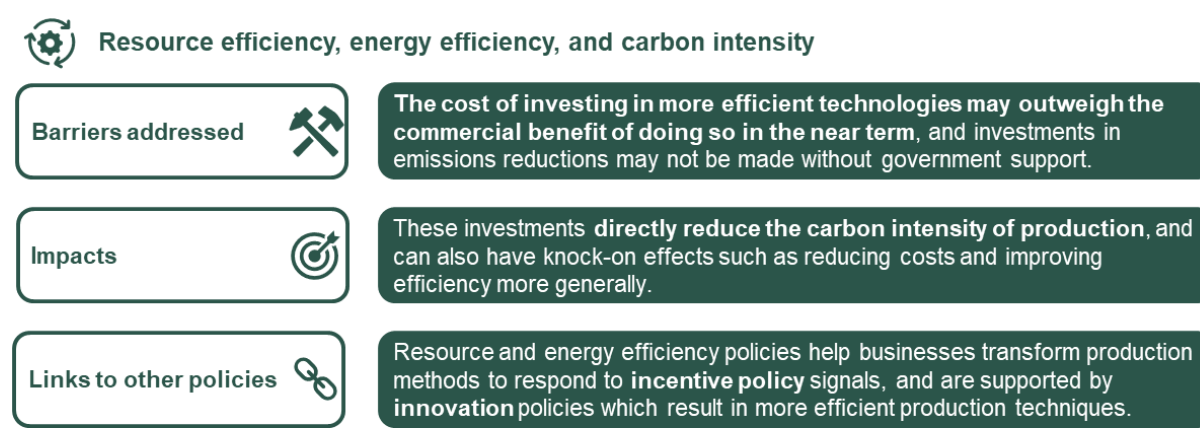 Resource efficiency, energy efficiency, and carbon intensity
Barriers addressed
The cost of investing in more efficient technologies may outweigh the
commercial benefit of doing so in the near term, and investments in
emissions reductions may not be made without government support.
Impacts
These investments directly reduce the carbon intensity of production, and
can also have knock-on effects such as reducing costs and improving
efficiency more generally.
Links to other policies
Resource and energy efficiency policies help businesses transform production
methods to respond to incentive policy signals, and are supported by
innovation policies which result in more efficient production techniques.